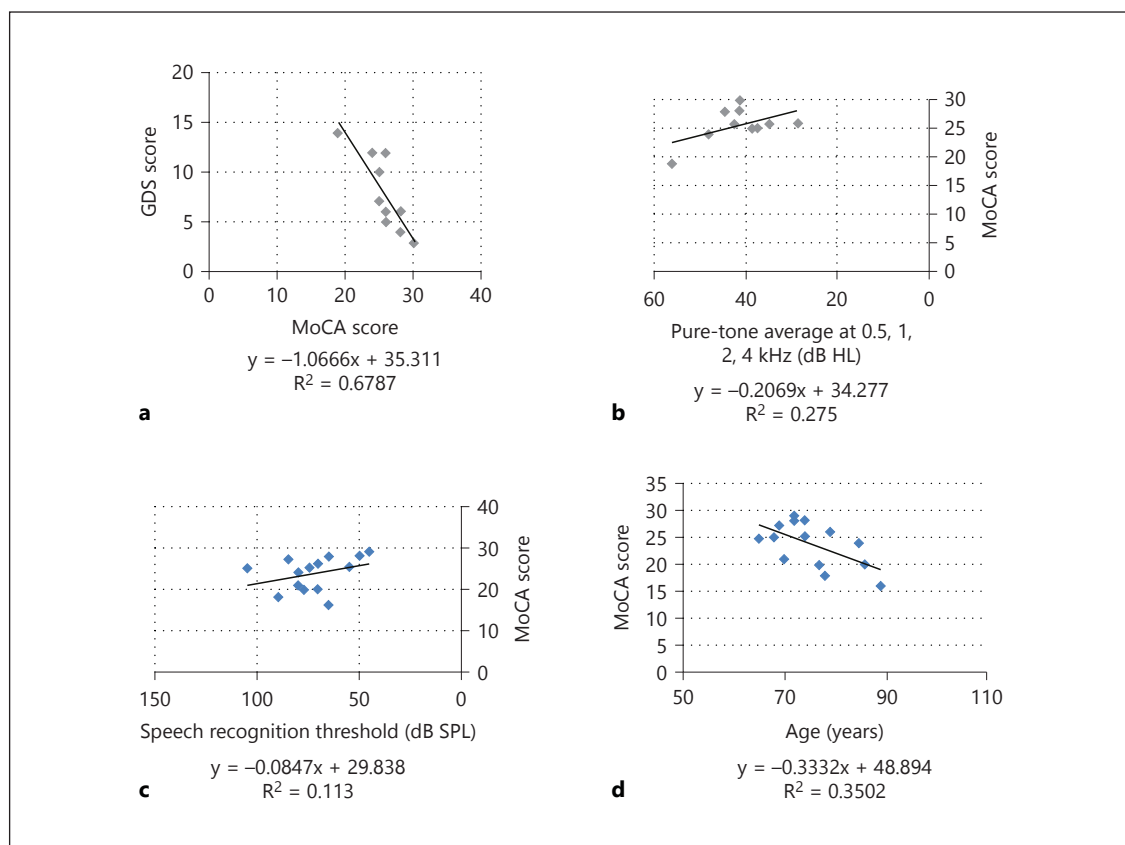 20
15
10
5
0
GDS score
0 10 20 30 40
MoCA score
y = –1.0666x + 35.311
R² = 0.6787
a
30
25
20
15
10
5
0
MoCA score
60 40 20 0
Pure-tone average at 0.5, 1,
2, 4 kHz (dB HL)
y = –0.2069x + 34.277
R² = 0.275
b
40
30
20
10
0
MoCA score
150 100 50 0
Speech recognition threshold (dB SPL)
y = –0.0847x + 29.838
R² = 0.113
c
35
30
25
20
15
10
5
0
MoCA score
50 70 90 110
Age (years)
y = –0.3332x + 48.894
R² = 0.3502
d